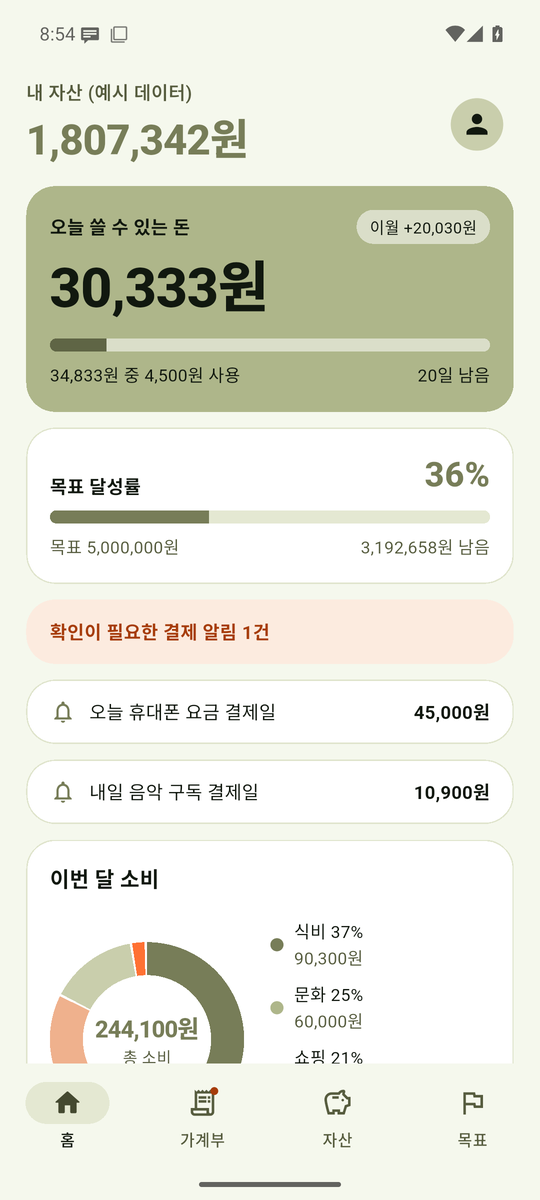 8:54
내 자산 (예시 데이터)
1,807,342원
오늘 쓸 수 있는 돈
이월 +20,030원
30,333원
34,833원 중 4,500원 사용
20일 남음
목표 달성률
36%
목표 5,000,000원
3,192,658원 남음
확인이 필요한 결제 알림 1건
오늘 휴대폰 요금 결제일
45,000원
내일 음악 구독 결제일
10,900원
이번 달 소비
식비 37%
90,300원
문화 25%
60,000원
쇼핑 21%
244,100원
총 소비
홈
가계부
자산
목표